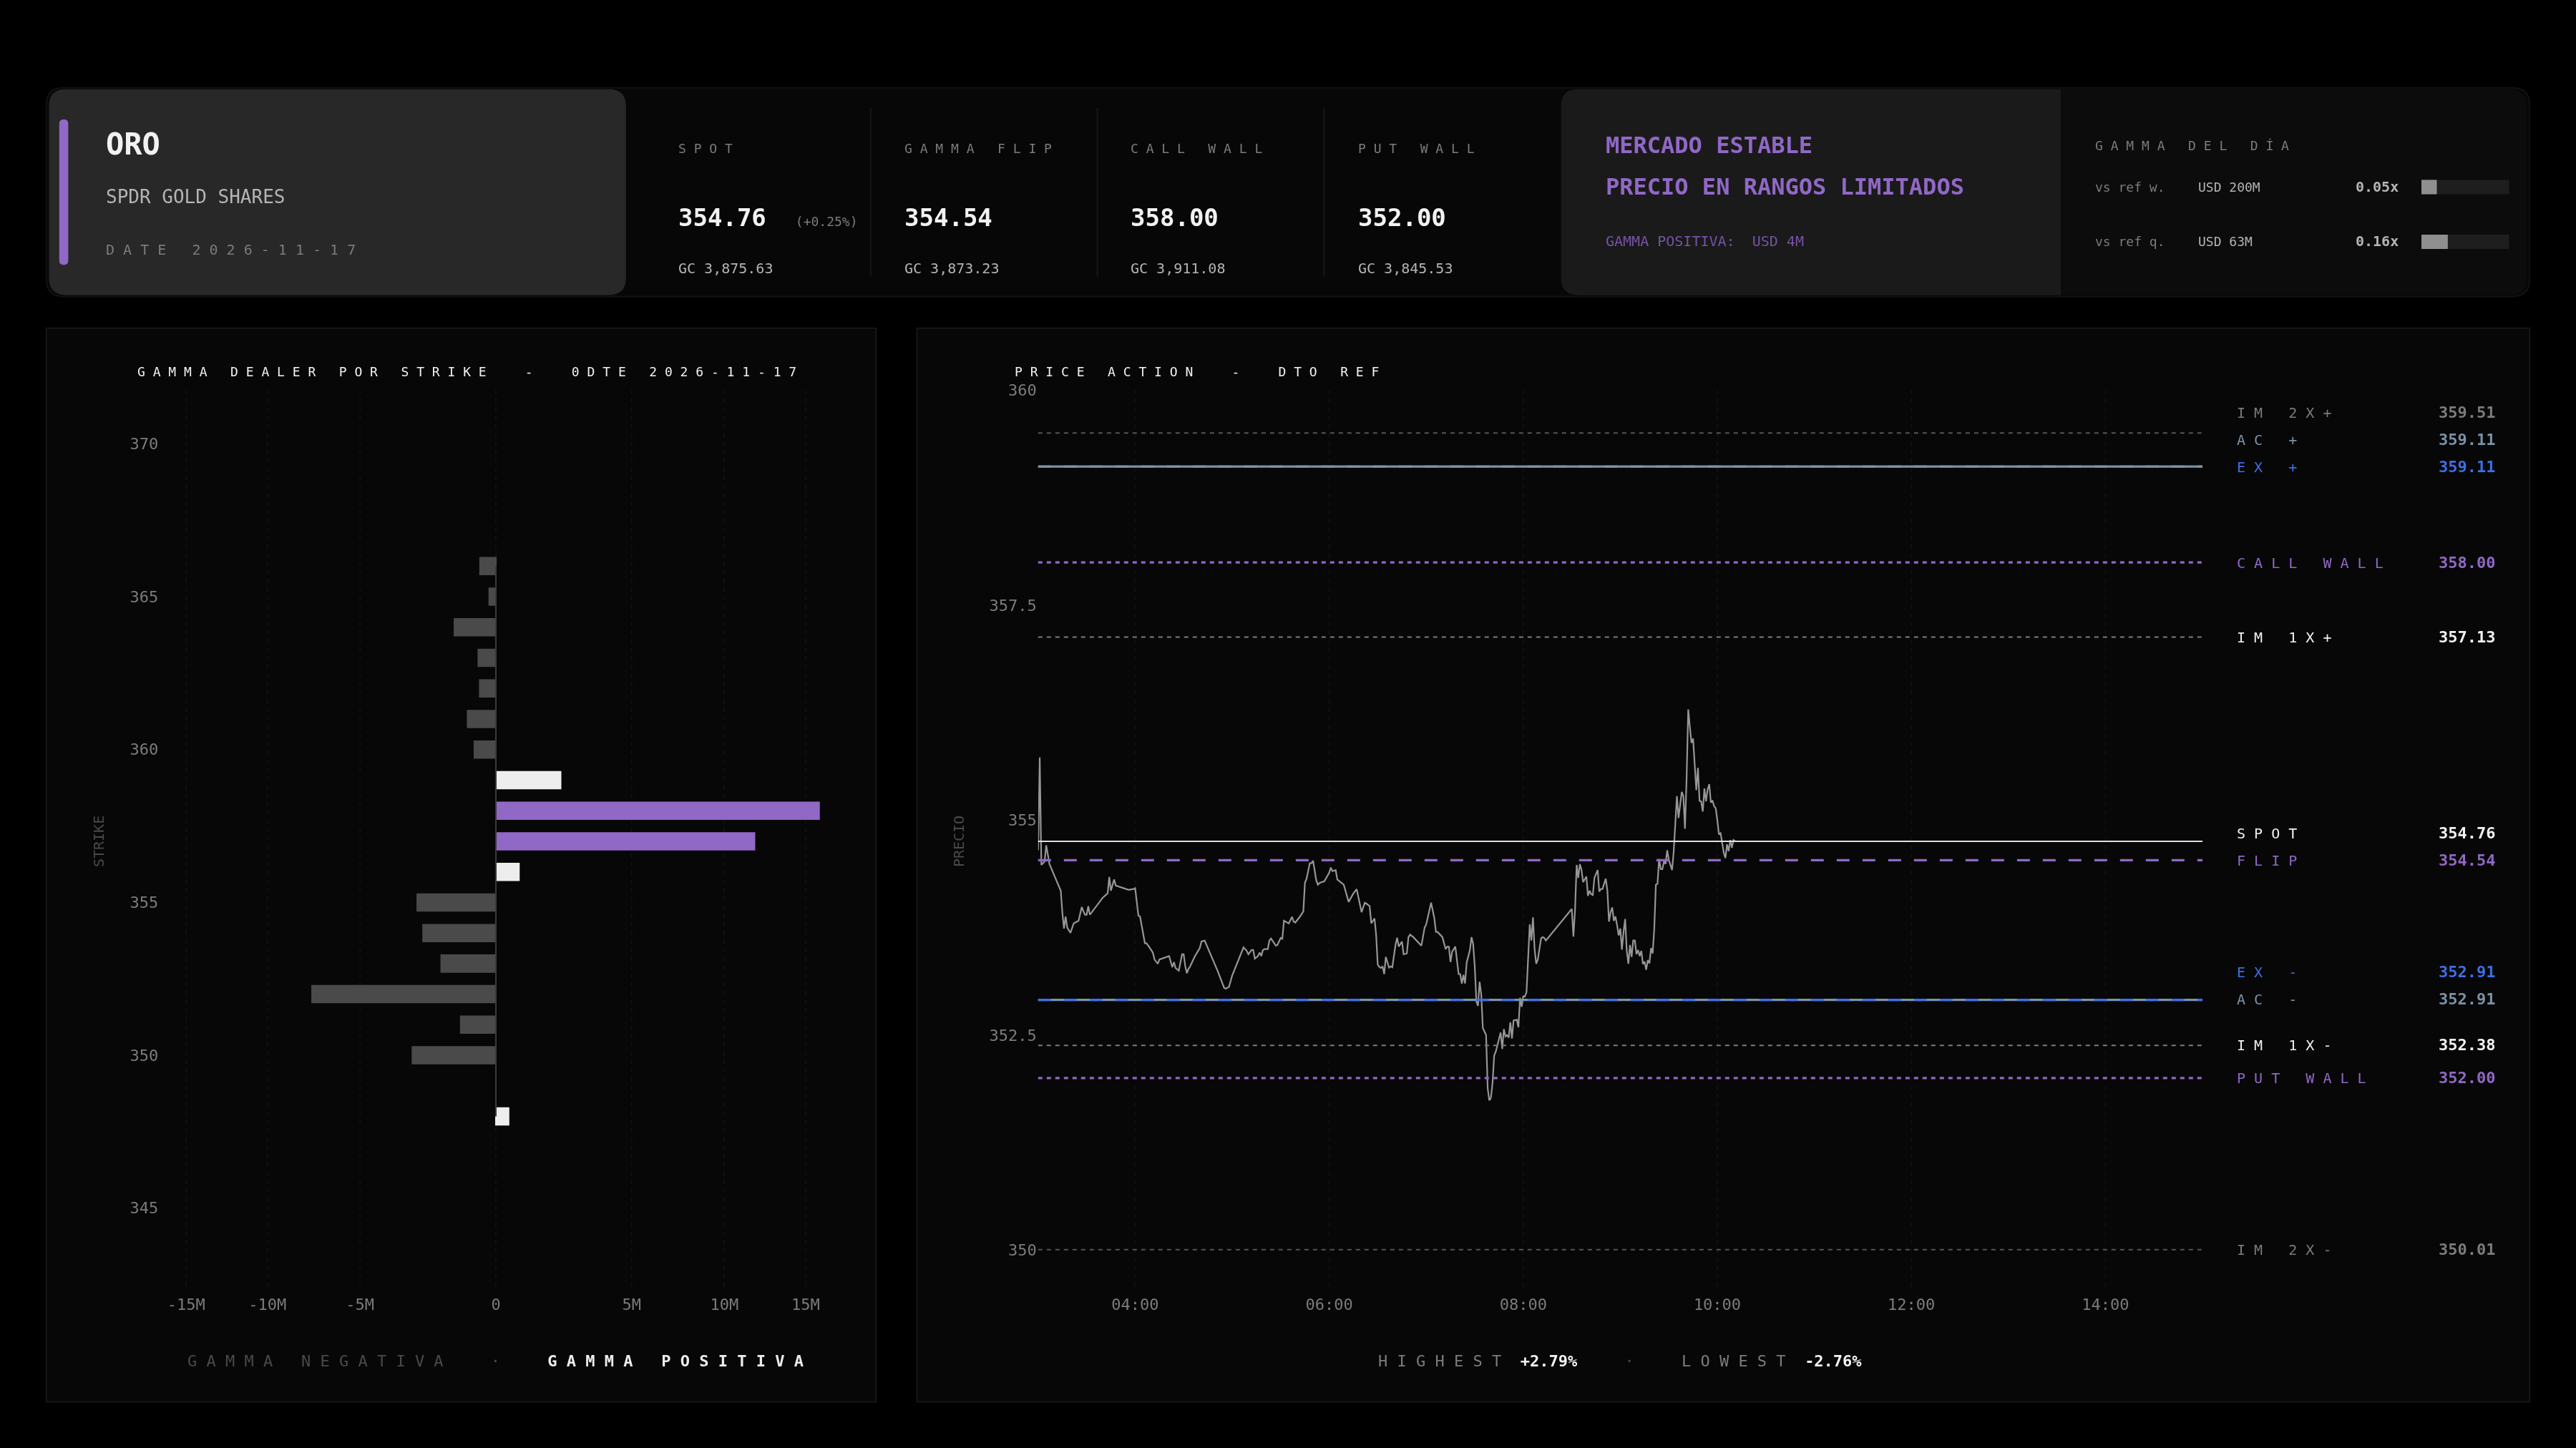 ORO
SPDR GOLD SHARES
DATE 2026-11-17
SPOT
354.76 (+0.25%)
GC 3,875.63
GAMMA FLIP
354.54
GC 3,873.23
CALL WALL
358.00
GC 3,911.08
PUT WALL
352.00
GC 3,845.53
MERCADO ESTABLE
PRECIO EN RANGOS LIMITADOS
GAMMA POSITIVA: USD 4M
GAMMA DEL DÍA
vs ref w. USD 200M 0.05x
vs ref q. USD 63M 0.16x
GAMMA DEALER POR STRIKE - 0DTE 2026-11-17
STRIKE
370
365
360
355
350
345
-15M -10M -5M 0 5M 10M 15M
GAMMA NEGATIVA · GAMMA POSITIVA
PRICE ACTION - DTO REF
PRECIO
360
357.5
355
352.5
350
04:00 06:00 08:00 10:00 12:00 14:00
IM 2X+ 359.51
AC + 359.11
EX + 359.11
CALL WALL 358.00
IM 1X+ 357.13
SPOT 354.76
FLIP 354.54
EX - 352.91
AC - 352.91
IM 1X- 352.38
PUT WALL 352.00
IM 2X- 350.01
HIGHEST +2.79% · LOWEST -2.76%